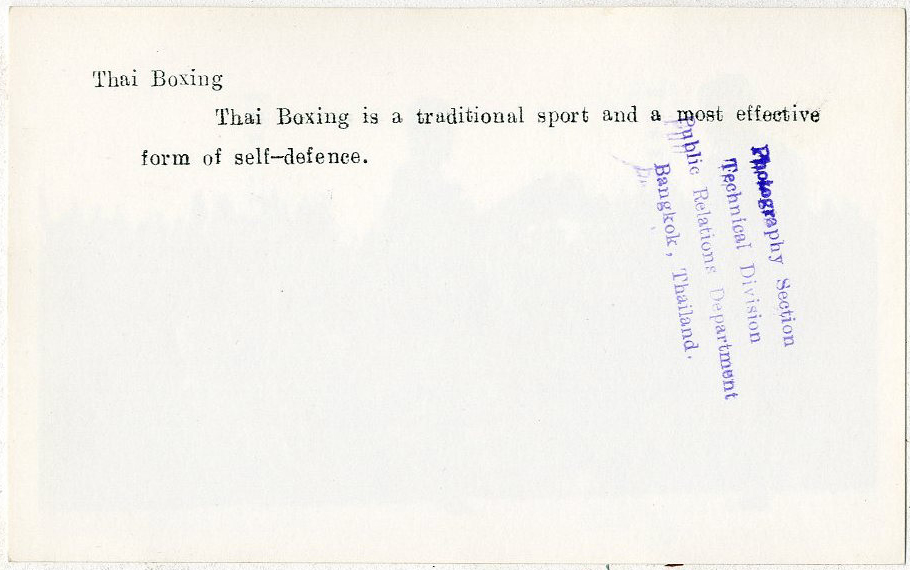 Thai Boxing
Thai Boxing is a traditional sport and a most effective
form of self-defence.
Photography Section
Technical Division
Public Relations Department
Bangkok, Thailand.